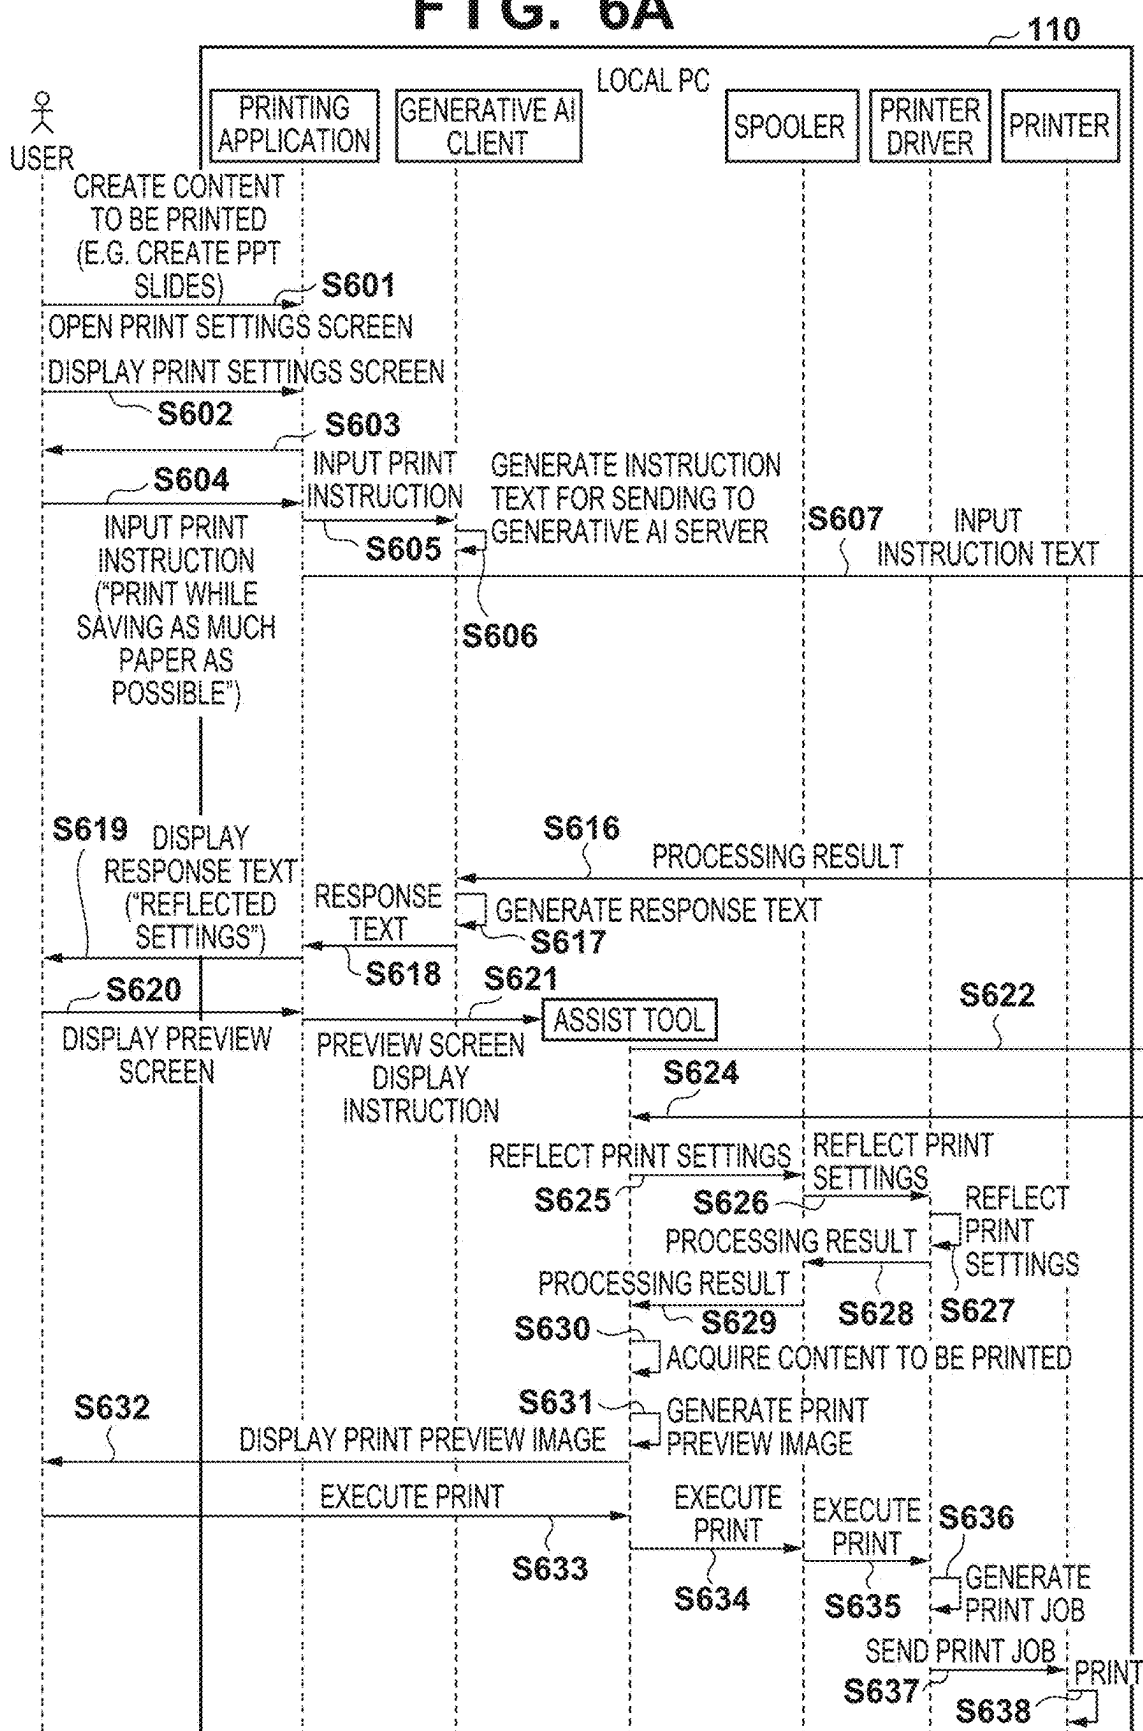 FIG. 6A
110
LOCAL PC
USER
PRINTING
APPLICATION
GENERATIVE AI
CLIENT
SPOOLER
PRINTER
DRIVER
PRINTER
CREATE CONTENT
TO BE PRINTED
(E.G. CREATE PPT
SLIDES)
S601
OPEN PRINT SETTINGS SCREEN
DISPLAY PRINT SETTINGS SCREEN
S602
S603
S604
INPUT PRINT
INSTRUCTION
("PRINT WHILE
SAVING AS MUCH
PAPER AS
POSSIBLE")
INPUT PRINT
INSTRUCTION
S605
GENERATE INSTRUCTION
TEXT FOR SENDING TO
GENERATIVE AI SERVER
S606
S607
INPUT
INSTRUCTION TEXT
S616
PROCESSING RESULT
GENERATE RESPONSE TEXT
S617
RESPONSE
TEXT
S618
S619
DISPLAY
RESPONSE TEXT
("REFLECTED
SETTINGS")
S620
DISPLAY PREVIEW
SCREEN
S621
PREVIEW SCREEN
DISPLAY
INSTRUCTION
ASSIST TOOL
S622
S624
REFLECT PRINT SETTINGS
S625
REFLECT PRINT
SETTINGS
S626
REFLECT
PRINT
SETTINGS
S627
PROCESSING RESULT
S628
PROCESSING RESULT
S629
S630
ACQUIRE CONTENT TO BE PRINTED
S631
GENERATE PRINT
PREVIEW IMAGE
S632
DISPLAY PRINT PREVIEW IMAGE
EXECUTE PRINT
S633
EXECUTE
PRINT
S634
EXECUTE
PRINT
S635
S636
GENERATE
PRINT JOB
SEND PRINT JOB
S637
PRINT
S638